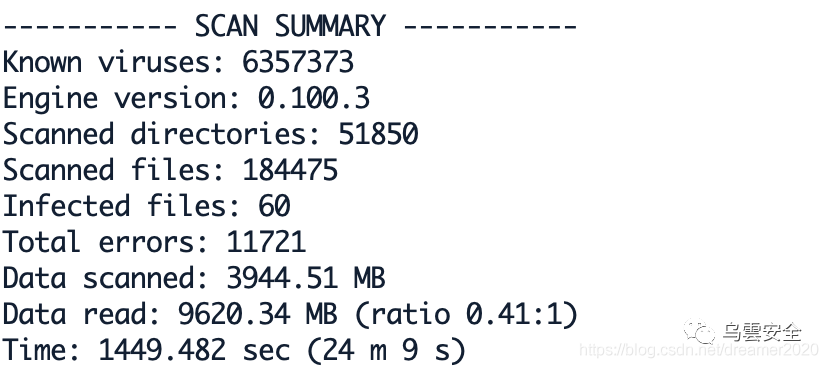 ----------- SCAN SUMMARY -----------
Known viruses: 6357373
Engine version: 0.100.3
Scanned directories: 51850
Scanned files: 184475
Infected files: 60
Total errors: 11721
Data scanned: 3944.51 MB
Data read: 9620.34 MB (ratio 0.41:1)
乌雲安全
Time: 1449.482 sec (24 m 9 s)
https://blog.csdn.net/dreamer2020